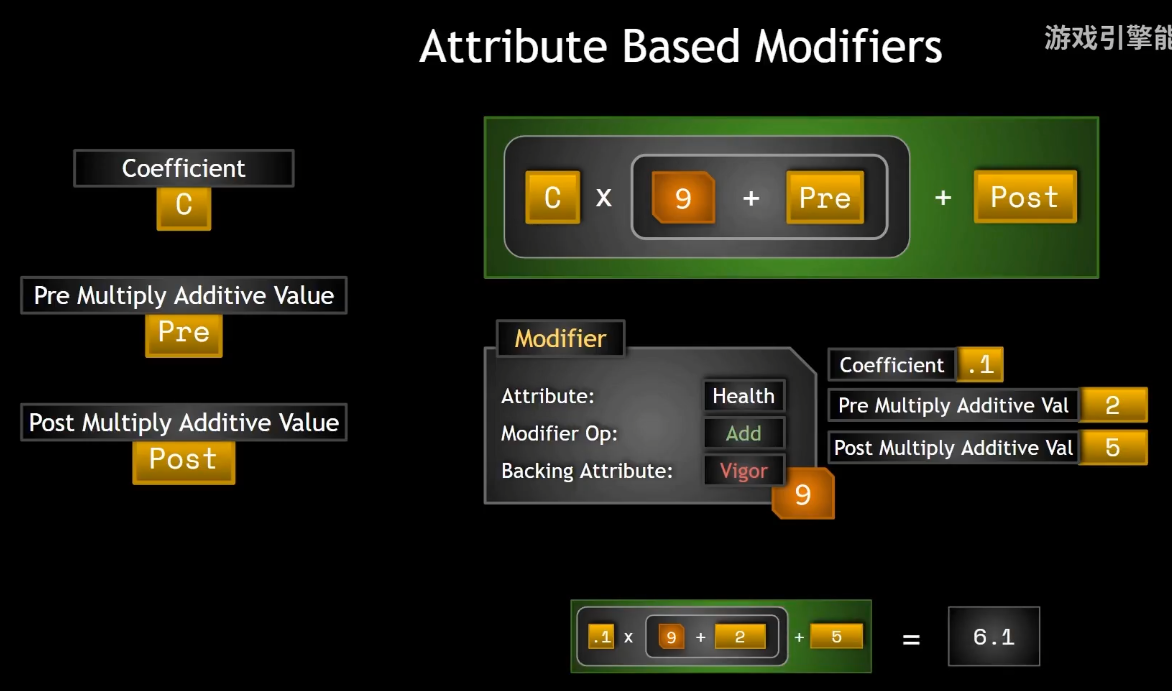 Attribute Based Modifiers
游戏引擎能
Coefficient
C
Pre Multiply Additive Value
Pre
Post Multiply Additive Value
Post
C x 9 + Pre + Post
Modifier
Attribute: Health
Modifier Op: Add
Backing Attribute: Vigor
9
Coefficient .1
Pre Multiply Additive Val 2
Post Multiply Additive Val 5
.1 x 9 + 2 + 5 = 6.1